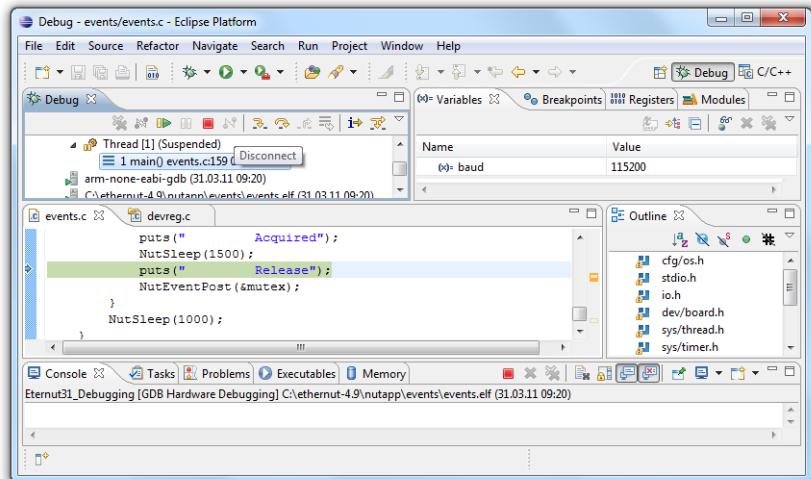 Debug - events/events.c - Eclipse Platform
File Edit Source Refactor Navigate Search Run Project Window Help
Debug C/C++
Debug
Thread [1] (Suspended)
1 main() events.c:159
Disconnect
arm-none-eabi-gdb (31.03.11 09:20)
C:\ethernut-4.9\nutapp\events\events.elf (31.03.11 09:20)
(x)= Variables Breakpoints Registers Modules
Name Value
(x)= baud 115200
events.c devreg.c
puts("          Acquired");
NutSleep(1500);
puts("          Release");
NutEventPost(&mutex);
}
NutSleep(1000);
}
Outline
cfg/os.h
stdio.h
io.h
dev/board.h
sys/thread.h
sys/timer.h
Console Tasks Problems Executables Memory
Eternut31_Debugging [GDB Hardware Debugging] C:\ethernut-4.9\nutapp\events\events.elf (31.03.11 09:20)